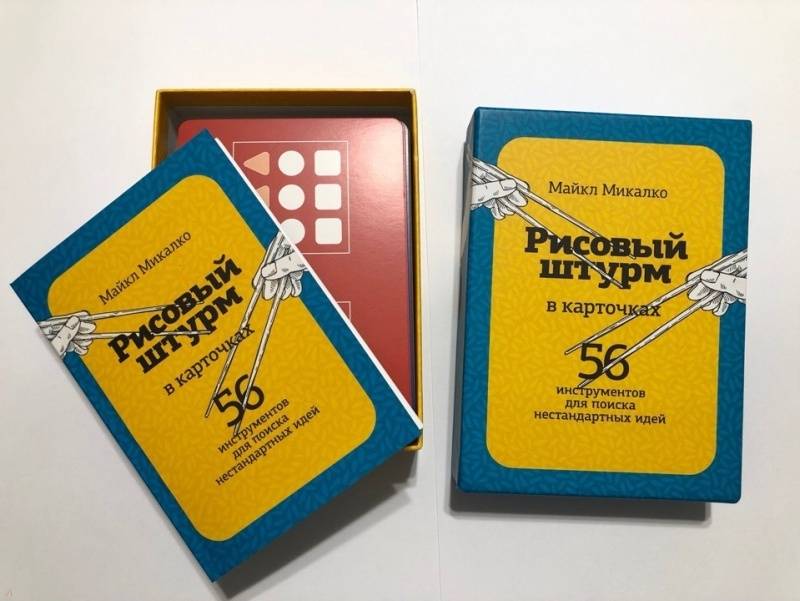 Майкл Микалко
Рисовый
штурм
в карточках
56
инструментов
для поиска
нестандартных идей
Майкл Микалко
Рисовый
штурм
в карточках
56
инструментов
для поиска
нестандартных идей